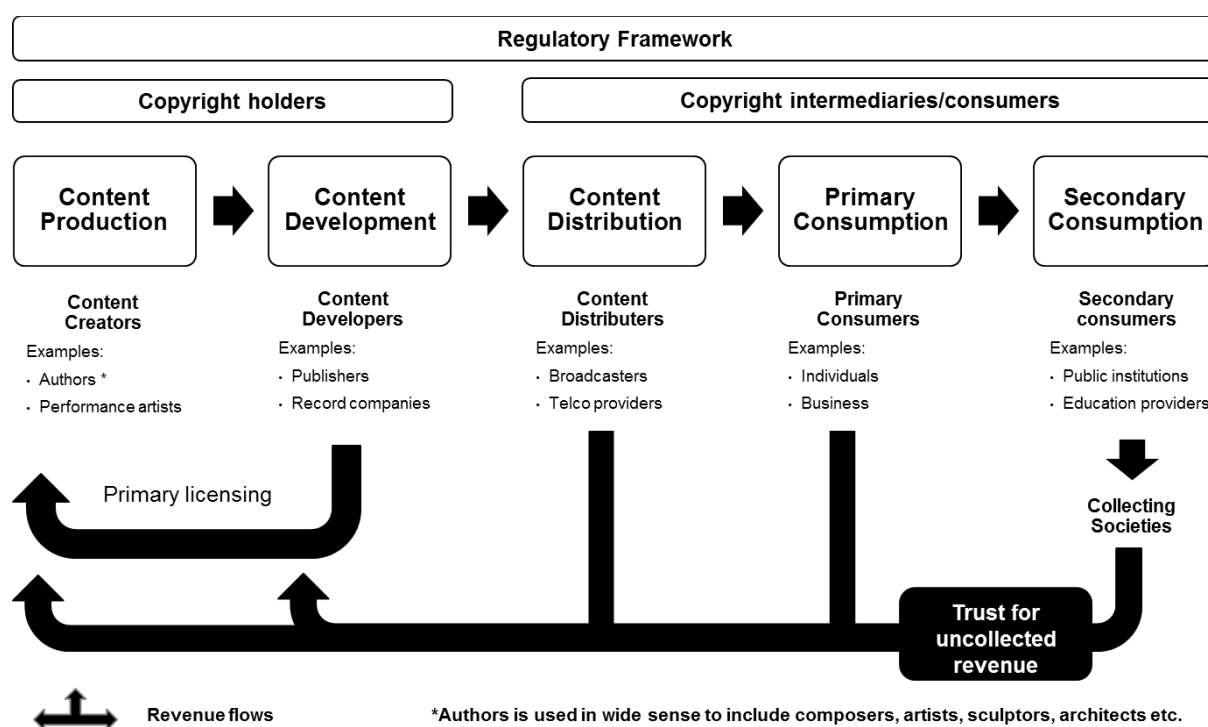 Regulatory Framework
Copyright holders
Copyright intermediaries/consumers
Content
Production
Content
Development
Content
Distribution
Primary
Consumption
Secondary
Consumption
Content
Creators
Examples:
· Authors *
· Performance artists
Content
Developers
Examples:
· Publishers
· Record companies
Content
Distributers
Examples:
· Broadcasters
· Telco providers
Primary
Consumers
Examples:
· Individuals
· Business
Secondary
consumers
Examples:
· Public institutions
· Education providers
Primary licensing
Collecting
Societies
Trust for
uncollected
revenue
Revenue flows
*Authors is used in wide sense to include composers, artists, sculptors, architects etc.